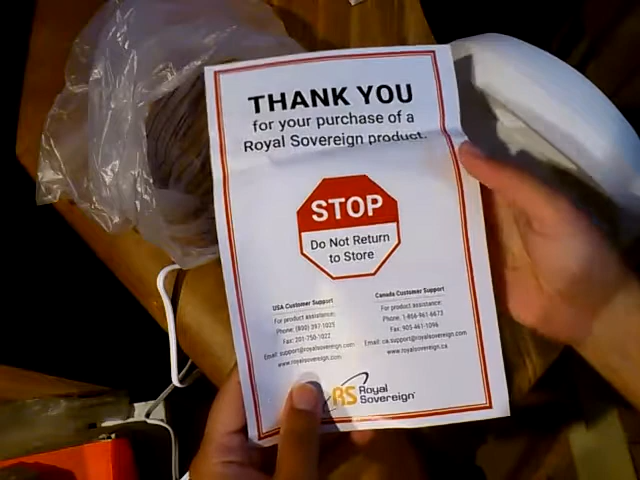 THANK YOU
for your purchase of a
Royal Sovereign product.
STOP
Do Not Return
to Store
USA Customer Support
For product assistance:
Phone: (800) 397-1025
Fax: 201-750-1022
Email: support@royalsovereign.com
www.royalsovereign.com
Canada Customer Support
For product assistance:
Phone: 1-866-961-6673
Fax: 905-461-1096
Email: ca.support@royalsovereign.com
www.royalsovereign.ca
RS Royal
Sovereign